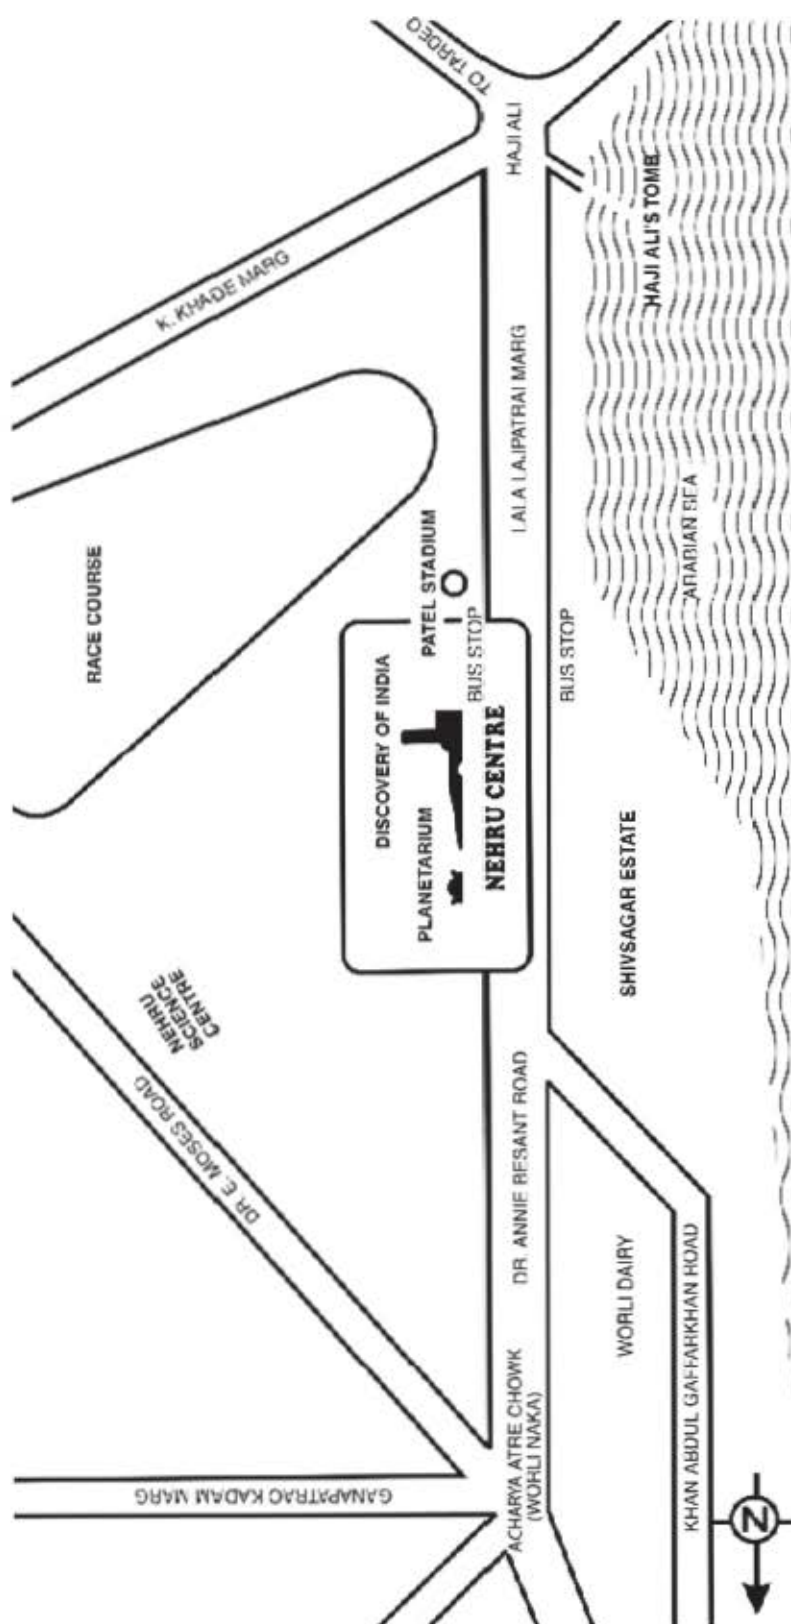 TO TARDEO
HAJI ALI
HAJI ALI'S TOMB
K. KHADE MARG
LALA LAJPATRAI MARG
ARABIAN SEA
RACE COURSE
PATEL STADIUM
BUS STOP
BUS STOP
DISCOVERY OF INDIA
PLANETARIUM
NEHRU CENTRE
SHIVSAGAR ESTATE
NEHRU
SCIENCE
CENTRE
DR. E. MOSES ROAD
DR. ANNIE BESANT ROAD
WORLI DAIRY
KHAN ABDUL GAFFARKHAN ROAD
ACHARYA ATRE CHOWK
(WORLI NAKA)
GANAPATRAO KADAM MARG
N